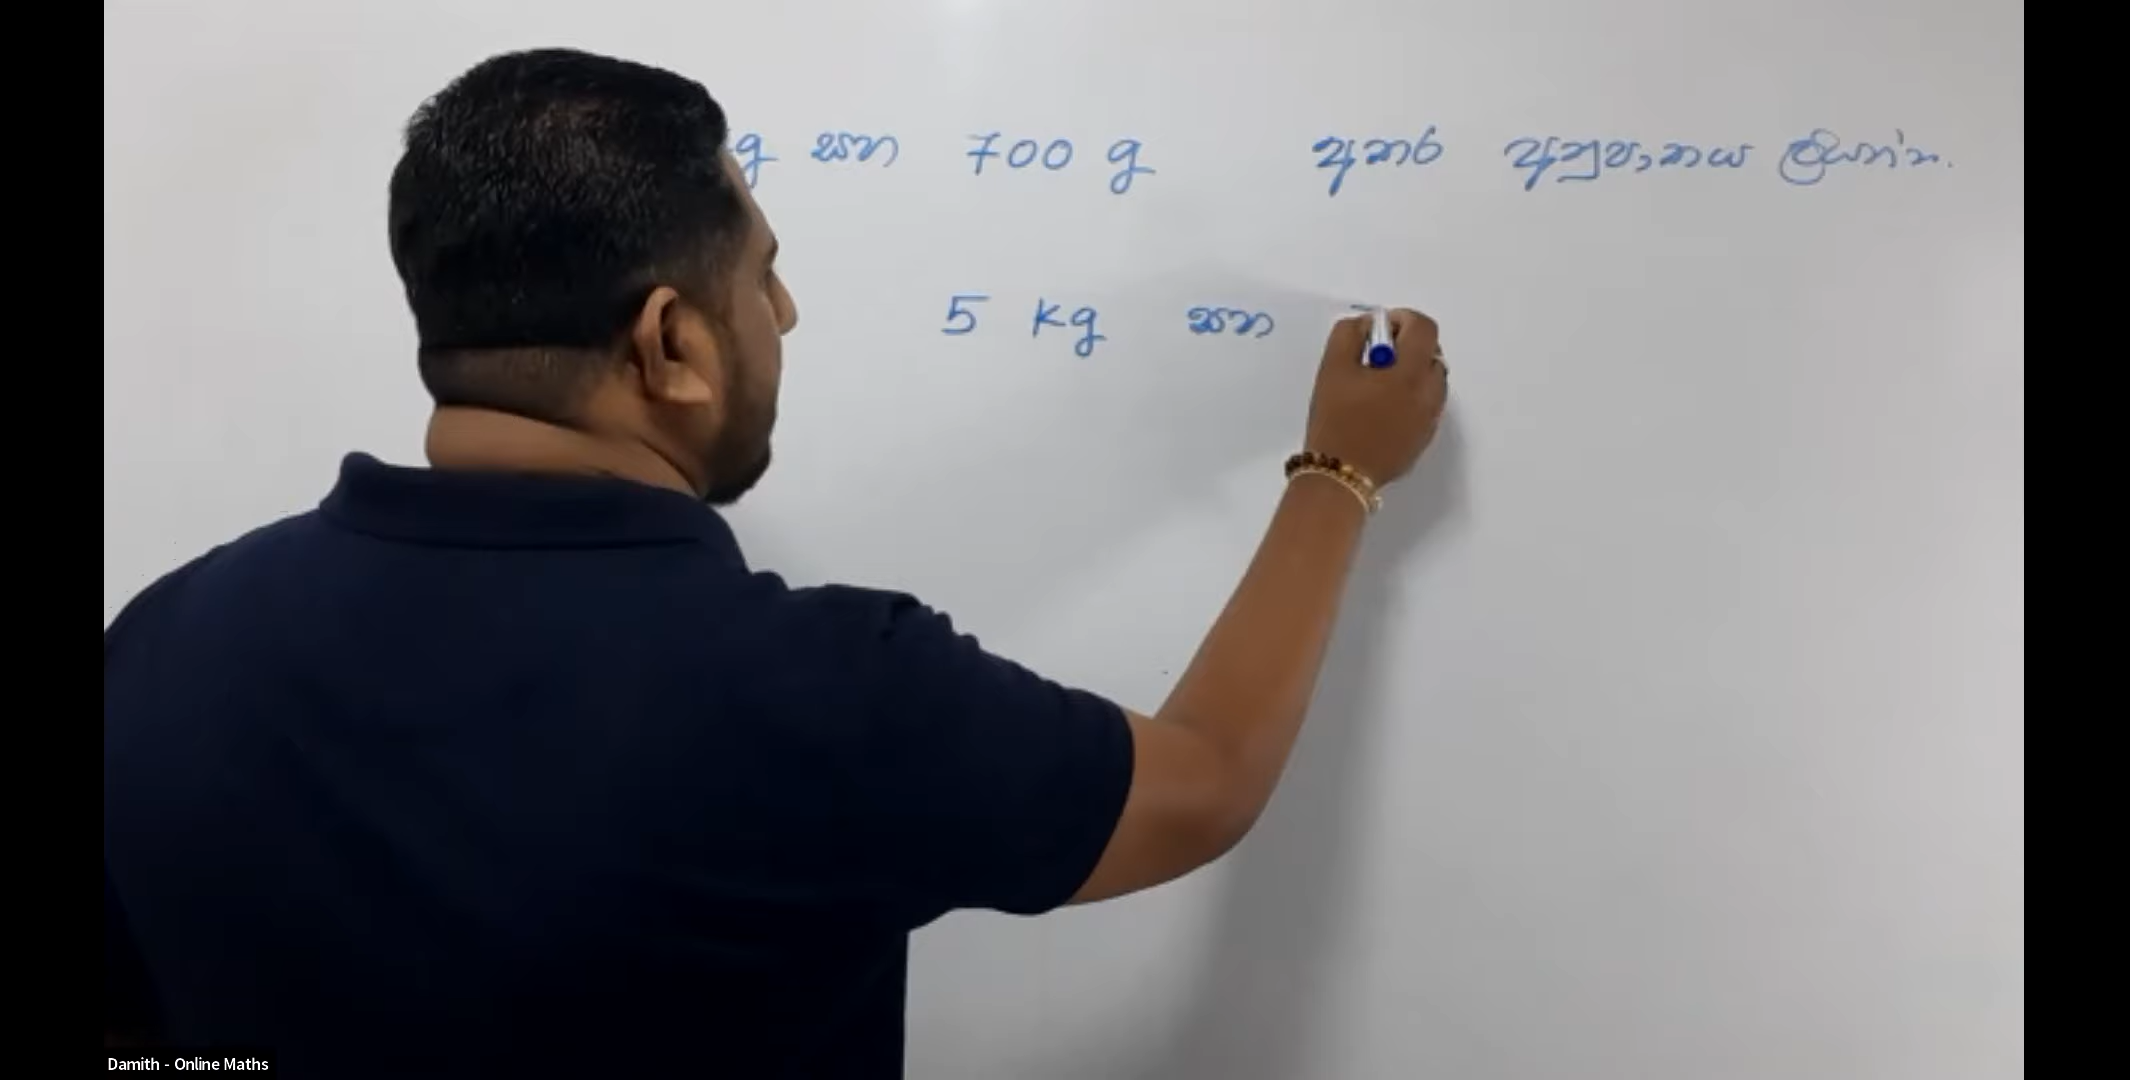 g සහ 700 g අතර අනුපාතය ලියන්න.
5 kg සහ
Damith - Online Maths